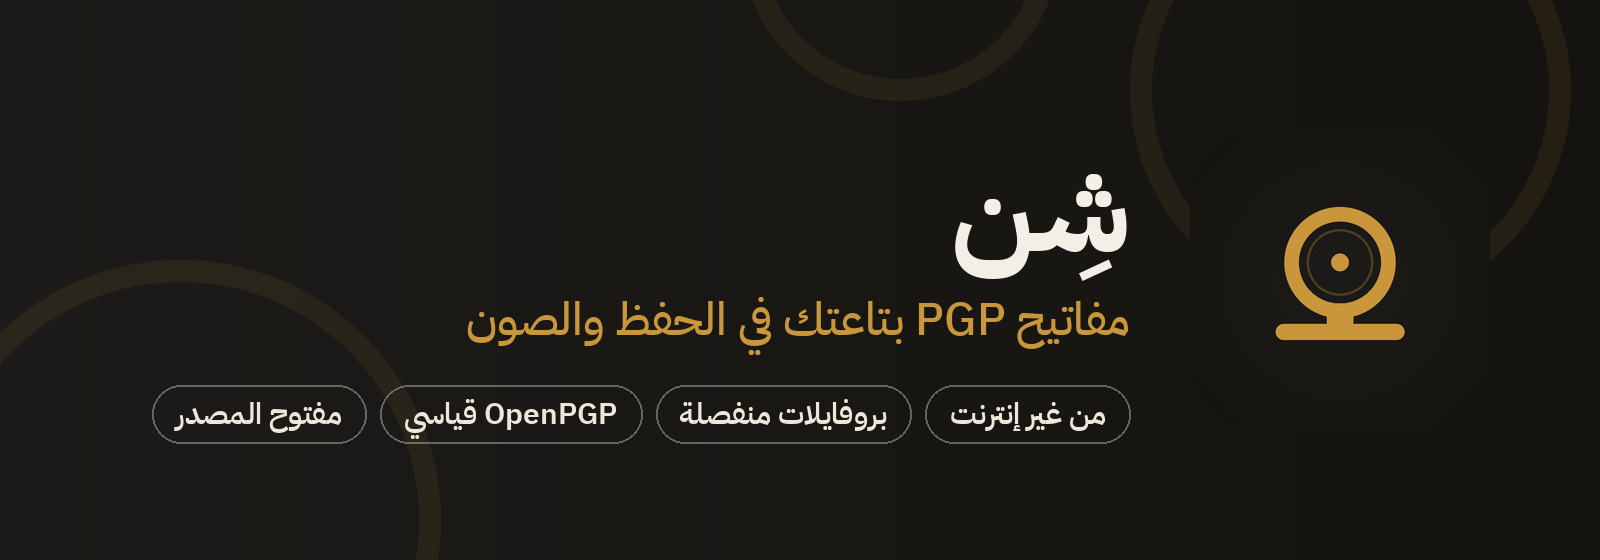 شِن
مفاتيح PGP بتاعتك في الحفظ والصون
من غير إنترنت
بروفايلات منفصلة
OpenPGP قياسي
مفتوح المصدر